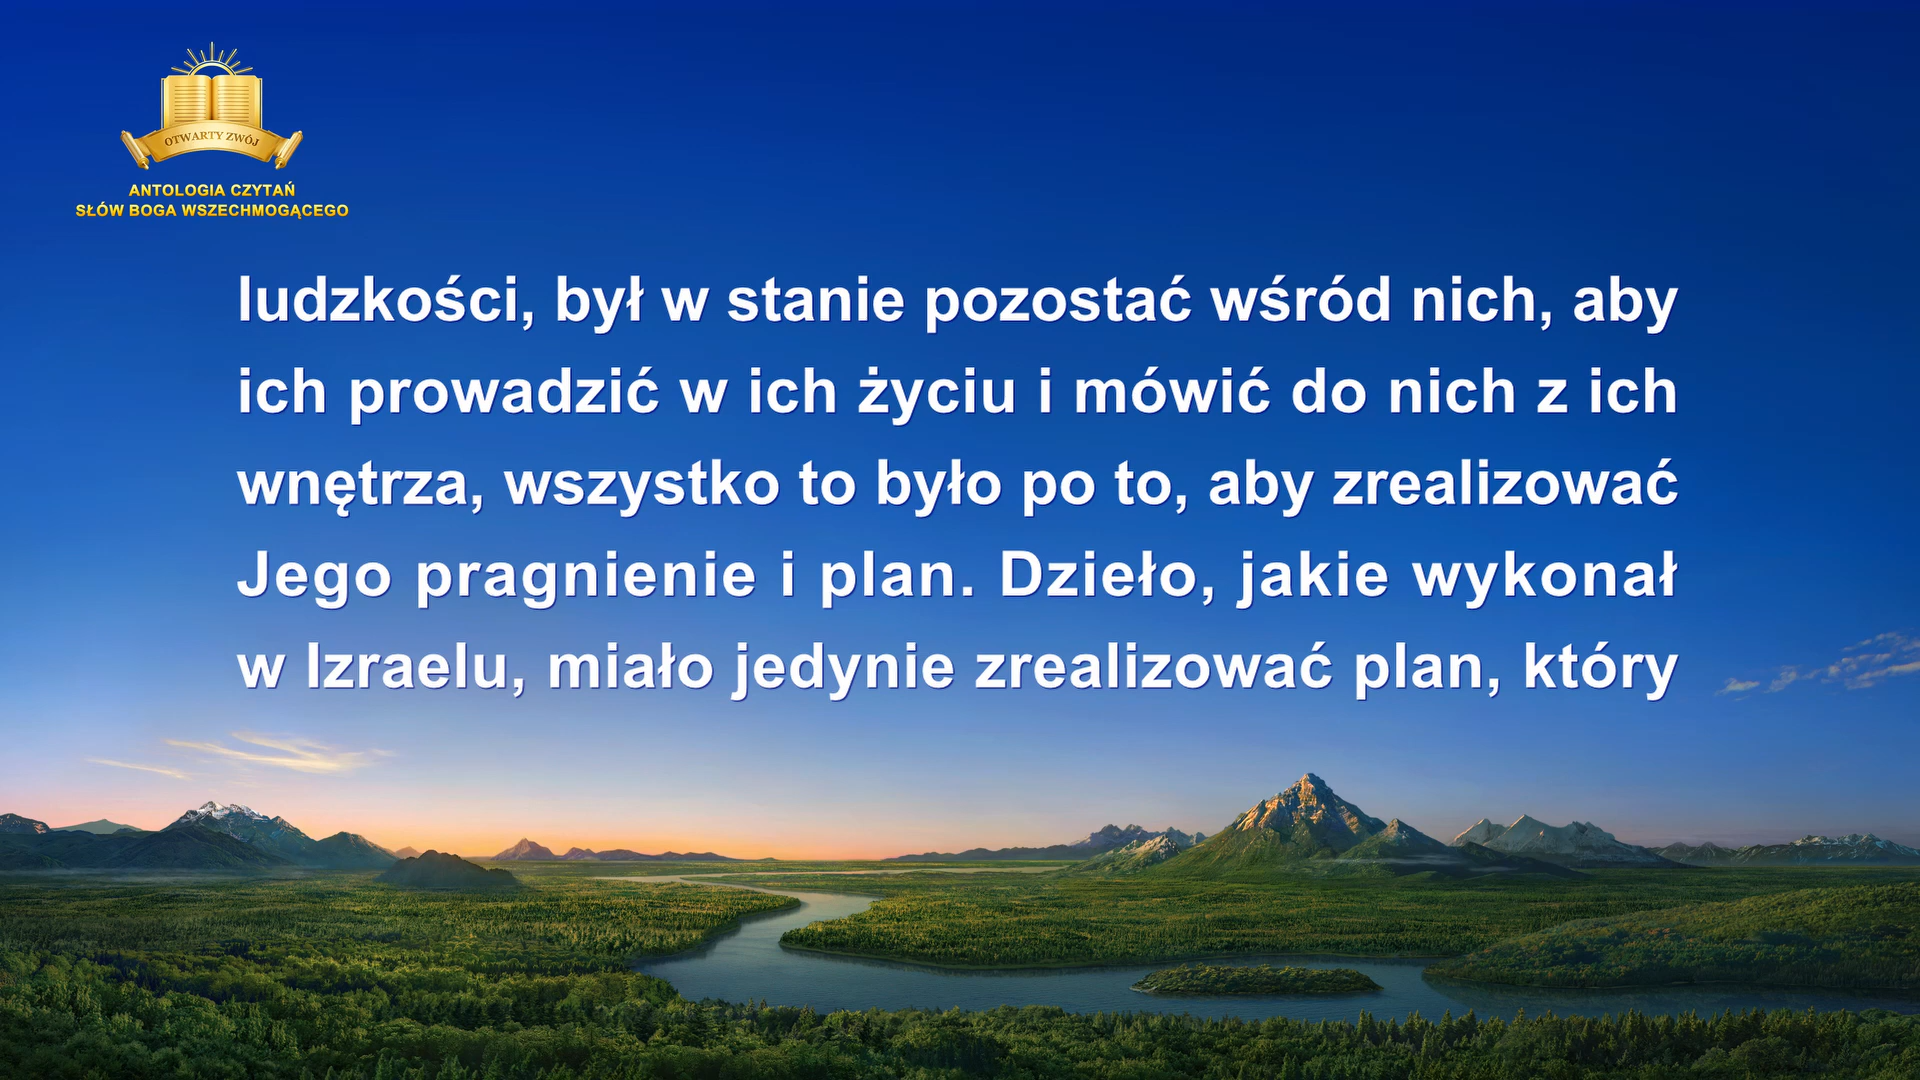 OTWARTY ZWÓJ
ANTOLOGIA CZYTAŃ
SŁÓW BOGA WSZECHMOGĄCEGO
ludzkości, był w stanie pozostać wśród nich, aby
ich prowadzić w ich życiu i mówić do nich z ich
wnętrza, wszystko to było po to, aby zrealizować
Jego pragnienie i plan. Dzieło, jakie wykonał
w Izraelu, miało jedynie zrealizować plan, który